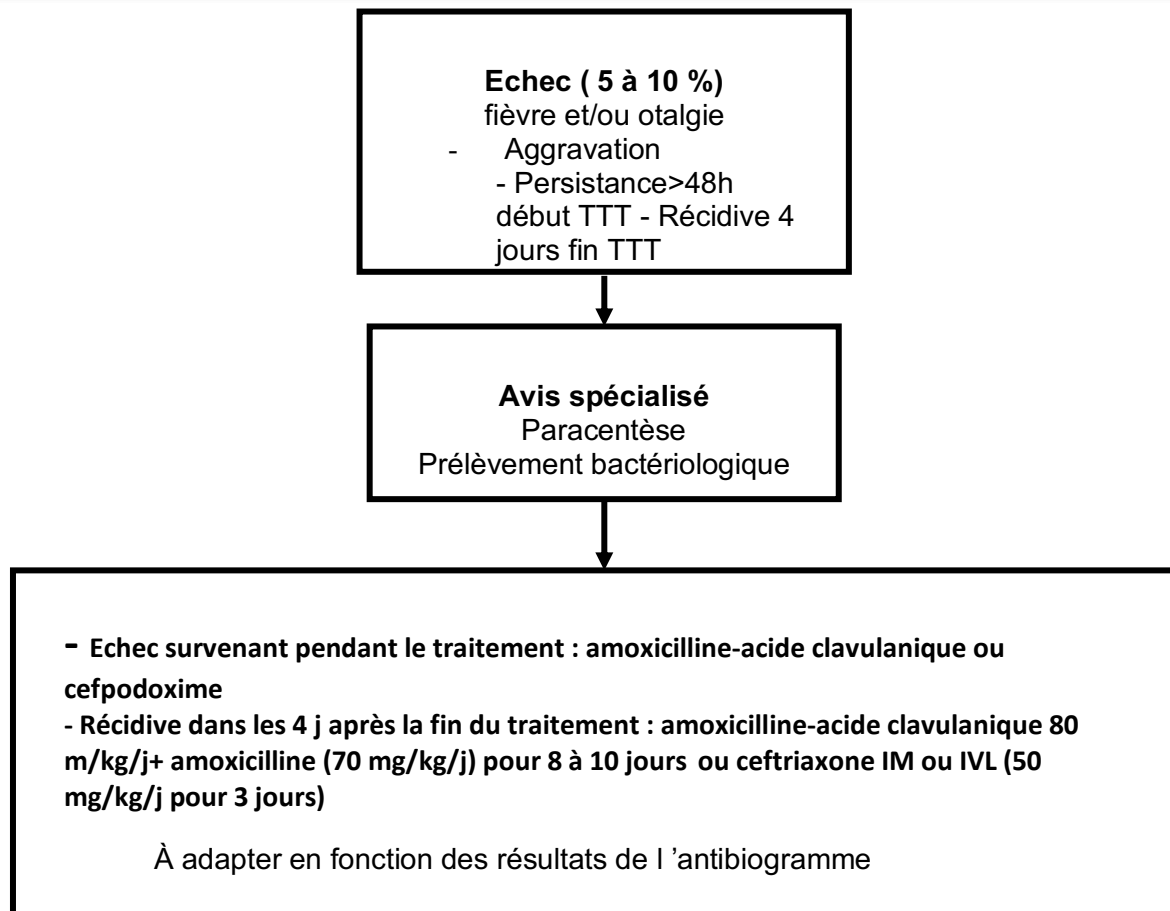 Echec ( 5 à 10 %)
fièvre et/ou otalgie
- Aggravation
- Persistance>48h
début TTT - Récidive 4
jours fin TTT
Avis spécialisé
Paracentèse
Prélèvement bactériologique
- Echec survenant pendant le traitement : amoxicilline-acide clavulanique ou
cefpodoxime
- Récidive dans les 4 j après la fin du traitement : amoxicilline-acide clavulanique 80
m/kg/j+ amoxicilline (70 mg/kg/j) pour 8 à 10 jours ou ceftriaxone IM ou IVL (50
mg/kg/j pour 3 jours)
À adapter en fonction des résultats de l 'antibiogramme